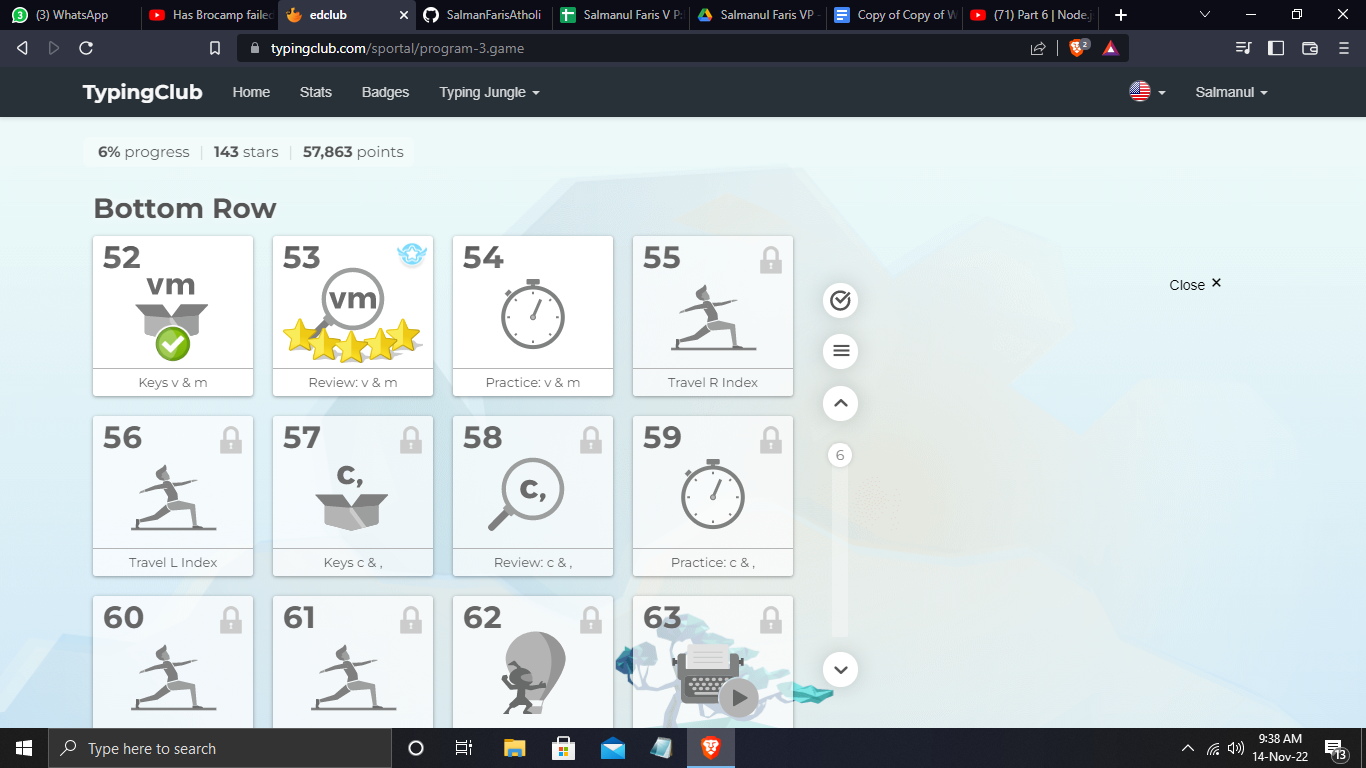 3 (3) WhatsApp
Has Brocamp failed
edclub
SalmanFarisAtholi
Salmanul Faris V P
Salmanul Faris VP -
Copy of Copy of W
(71) Part 6 | Node.j
typingclub.com/sportal/program-3.game
2
TypingClub Home Stats Badges Typing Jungle Salmanul
6% progress | 143 stars | 57,863 points
Bottom Row
52
vm
Keys v & m
53
vm
Review: v & m
54
Practice: v & m
55
Travel R Index
Close ×
56
Travel L Index
57
c,
Keys c & ,
58
c,
Review: c & ,
59
Practice: c & ,
6
60
61
62
63
Type here to search
9:38 AM
14-Nov-22
13